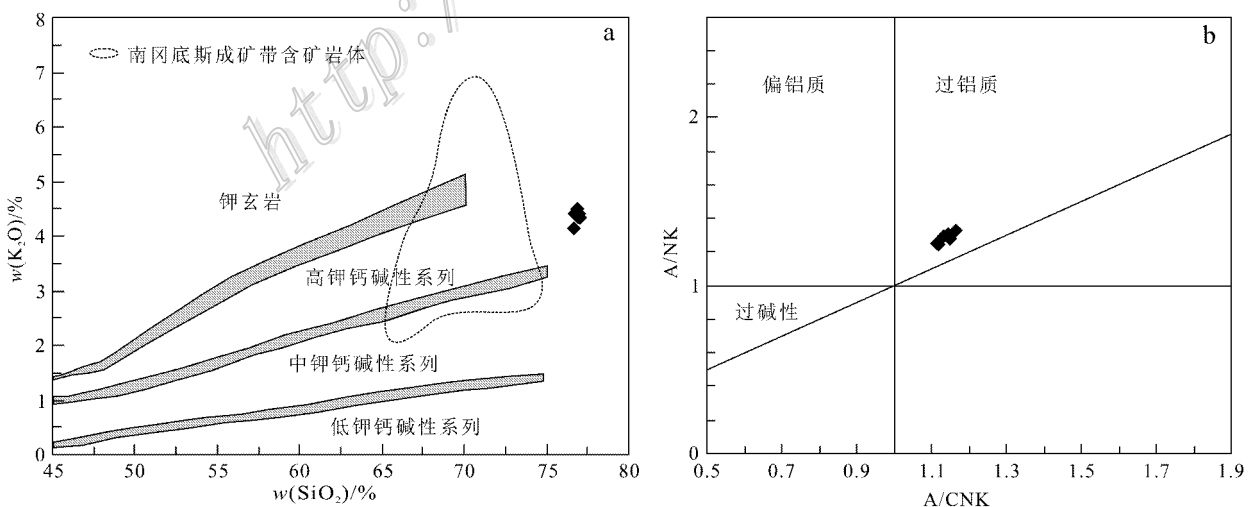 a
南冈底斯成矿带含矿岩体
http:/
钾玄岩
高钾钙碱性系列
中钾钙碱性系列
低钾钙碱性系列
w(K₂O)/%
8
7
6
5
4
3
2
1
0
45 50 55 60 65 70 75 80
w(SiO₂)/%
b
偏铝质 过铝质
过碱性
A/NK
2
1
0
0.5 0.7 0.9 1.1 1.3 1.5 1.7 1.9
A/CNK